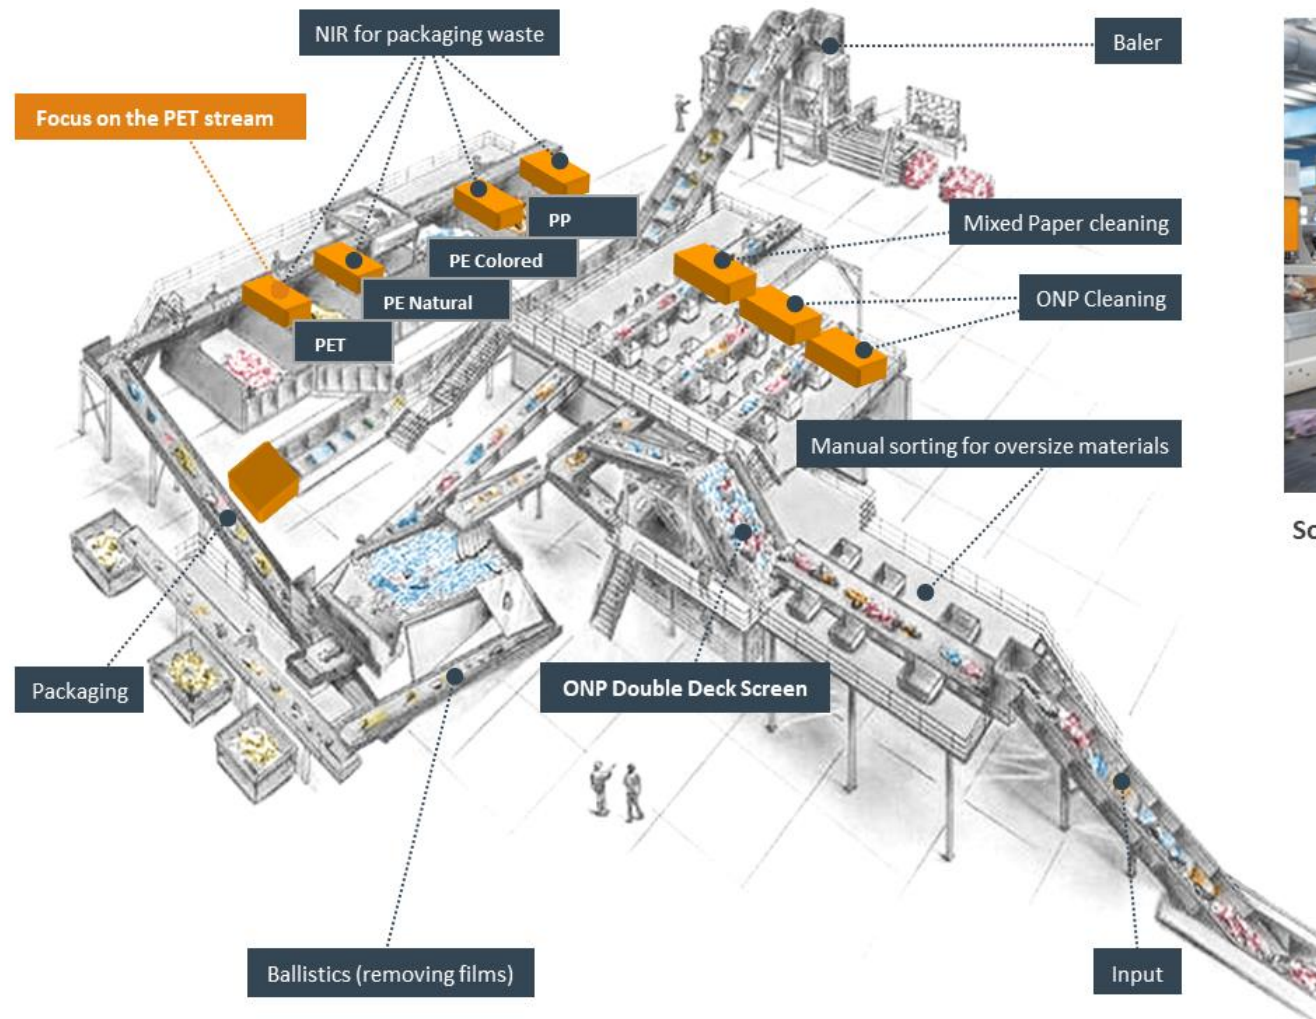 NIR for packaging waste
Baler
Focus on the PET stream
PP
Mixed Paper cleaning
PE Colored
PE Natural
ONP Cleaning
PET
Manual sorting for oversize materials
Packaging
ONP Double Deck Screen
Ballistics (removing films)
Input